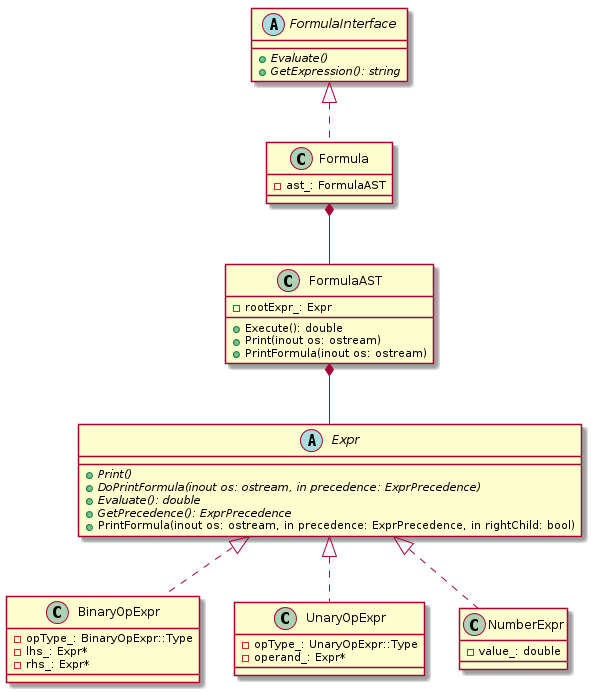 A FormulaInterface
Evaluate()
GetExpression(): string
C Formula
ast_: FormulaAST
C FormulaAST
rootExpr_: Expr
Execute(): double
Print(inout os: ostream)
PrintFormula(inout os: ostream)
A Expr
Print()
DoPrintFormula(inout os: ostream, in precedence: ExprPrecedence)
Evaluate(): double
GetPrecedence(): ExprPrecedence
PrintFormula(inout os: ostream, in precedence: ExprPrecedence, in rightChild: bool)
C BinaryOpExpr
opType_: BinaryOpExpr::Type
lhs_: Expr*
rhs_: Expr*
C UnaryOpExpr
opType_: UnaryOpExpr::Type
operand_: Expr*
C NumberExpr
value_: double